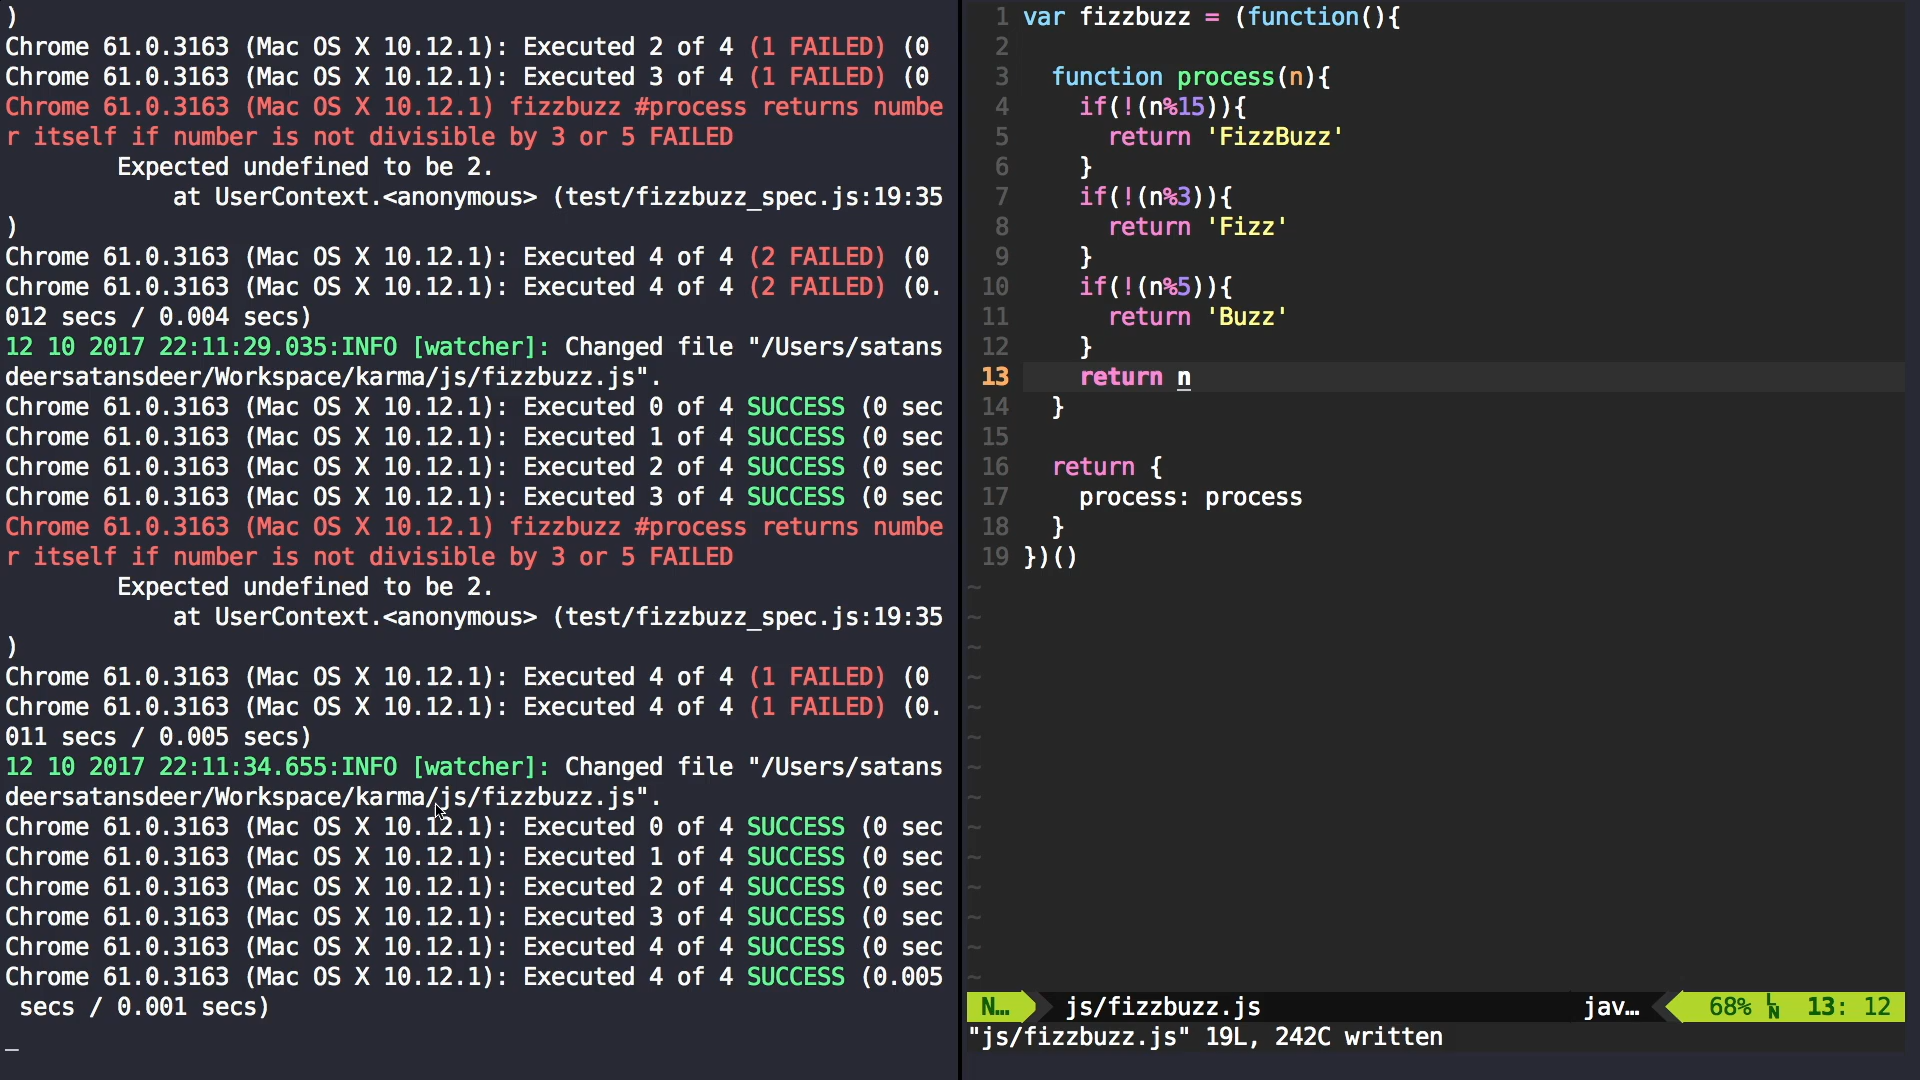 )
Chrome 61.0.3163 (Mac OS X 10.12.1): Executed 2 of 4 (1 FAILED) (0
Chrome 61.0.3163 (Mac OS X 10.12.1): Executed 3 of 4 (1 FAILED) (0
Chrome 61.0.3163 (Mac OS X 10.12.1) fizzbuzz #process returns numbe
r itself if number is not divisible by 3 or 5 FAILED
Expected undefined to be 2.
at UserContext.<anonymous> (test/fizzbuzz_spec.js:19:35
)
Chrome 61.0.3163 (Mac OS X 10.12.1): Executed 4 of 4 (2 FAILED) (0
Chrome 61.0.3163 (Mac OS X 10.12.1): Executed 4 of 4 (2 FAILED) (0.
012 secs / 0.004 secs)
12 10 2017 22:11:29.035:INFO [watcher]: Changed file "/Users/satans
deersatansdeer/Workspace/karma/js/fizzbuzz.js".
Chrome 61.0.3163 (Mac OS X 10.12.1): Executed 0 of 4 SUCCESS (0 sec
Chrome 61.0.3163 (Mac OS X 10.12.1): Executed 1 of 4 SUCCESS (0 sec
Chrome 61.0.3163 (Mac OS X 10.12.1): Executed 2 of 4 SUCCESS (0 sec
Chrome 61.0.3163 (Mac OS X 10.12.1): Executed 3 of 4 SUCCESS (0 sec
Chrome 61.0.3163 (Mac OS X 10.12.1) fizzbuzz #process returns numbe
r itself if number is not divisible by 3 or 5 FAILED
Expected undefined to be 2.
at UserContext.<anonymous> (test/fizzbuzz_spec.js:19:35
)
Chrome 61.0.3163 (Mac OS X 10.12.1): Executed 4 of 4 (1 FAILED) (0
Chrome 61.0.3163 (Mac OS X 10.12.1): Executed 4 of 4 (1 FAILED) (0.
011 secs / 0.005 secs)
12 10 2017 22:11:34.655:INFO [watcher]: Changed file "/Users/satans
deersatansdeer/Workspace/karma/js/fizzbuzz.js".
Chrome 61.0.3163 (Mac OS X 10.12.1): Executed 0 of 4 SUCCESS (0 sec
Chrome 61.0.3163 (Mac OS X 10.12.1): Executed 1 of 4 SUCCESS (0 sec
Chrome 61.0.3163 (Mac OS X 10.12.1): Executed 2 of 4 SUCCESS (0 sec
Chrome 61.0.3163 (Mac OS X 10.12.1): Executed 3 of 4 SUCCESS (0 sec
Chrome 61.0.3163 (Mac OS X 10.12.1): Executed 4 of 4 SUCCESS (0 sec
Chrome 61.0.3163 (Mac OS X 10.12.1): Executed 4 of 4 SUCCESS (0.005
secs / 0.001 secs)
1 var fizzbuzz = (function(){
2
3 function process(n){
4 if(!(n%15)){
5 return 'FizzBuzz'
6 }
7 if(!(n%3)){
8 return 'Fizz'
9 }
10 if(!(n%5)){
11 return 'Buzz'
12 }
13 return n
14 }
15
16 return {
17 process: process
18 }
19 })()
~
~
~
~
~
~
~
~
~
~
~
~
~
~
N… js/fizzbuzz.js jav… 68% LN 13: 12
"js/fizzbuzz.js" 19L, 242C written